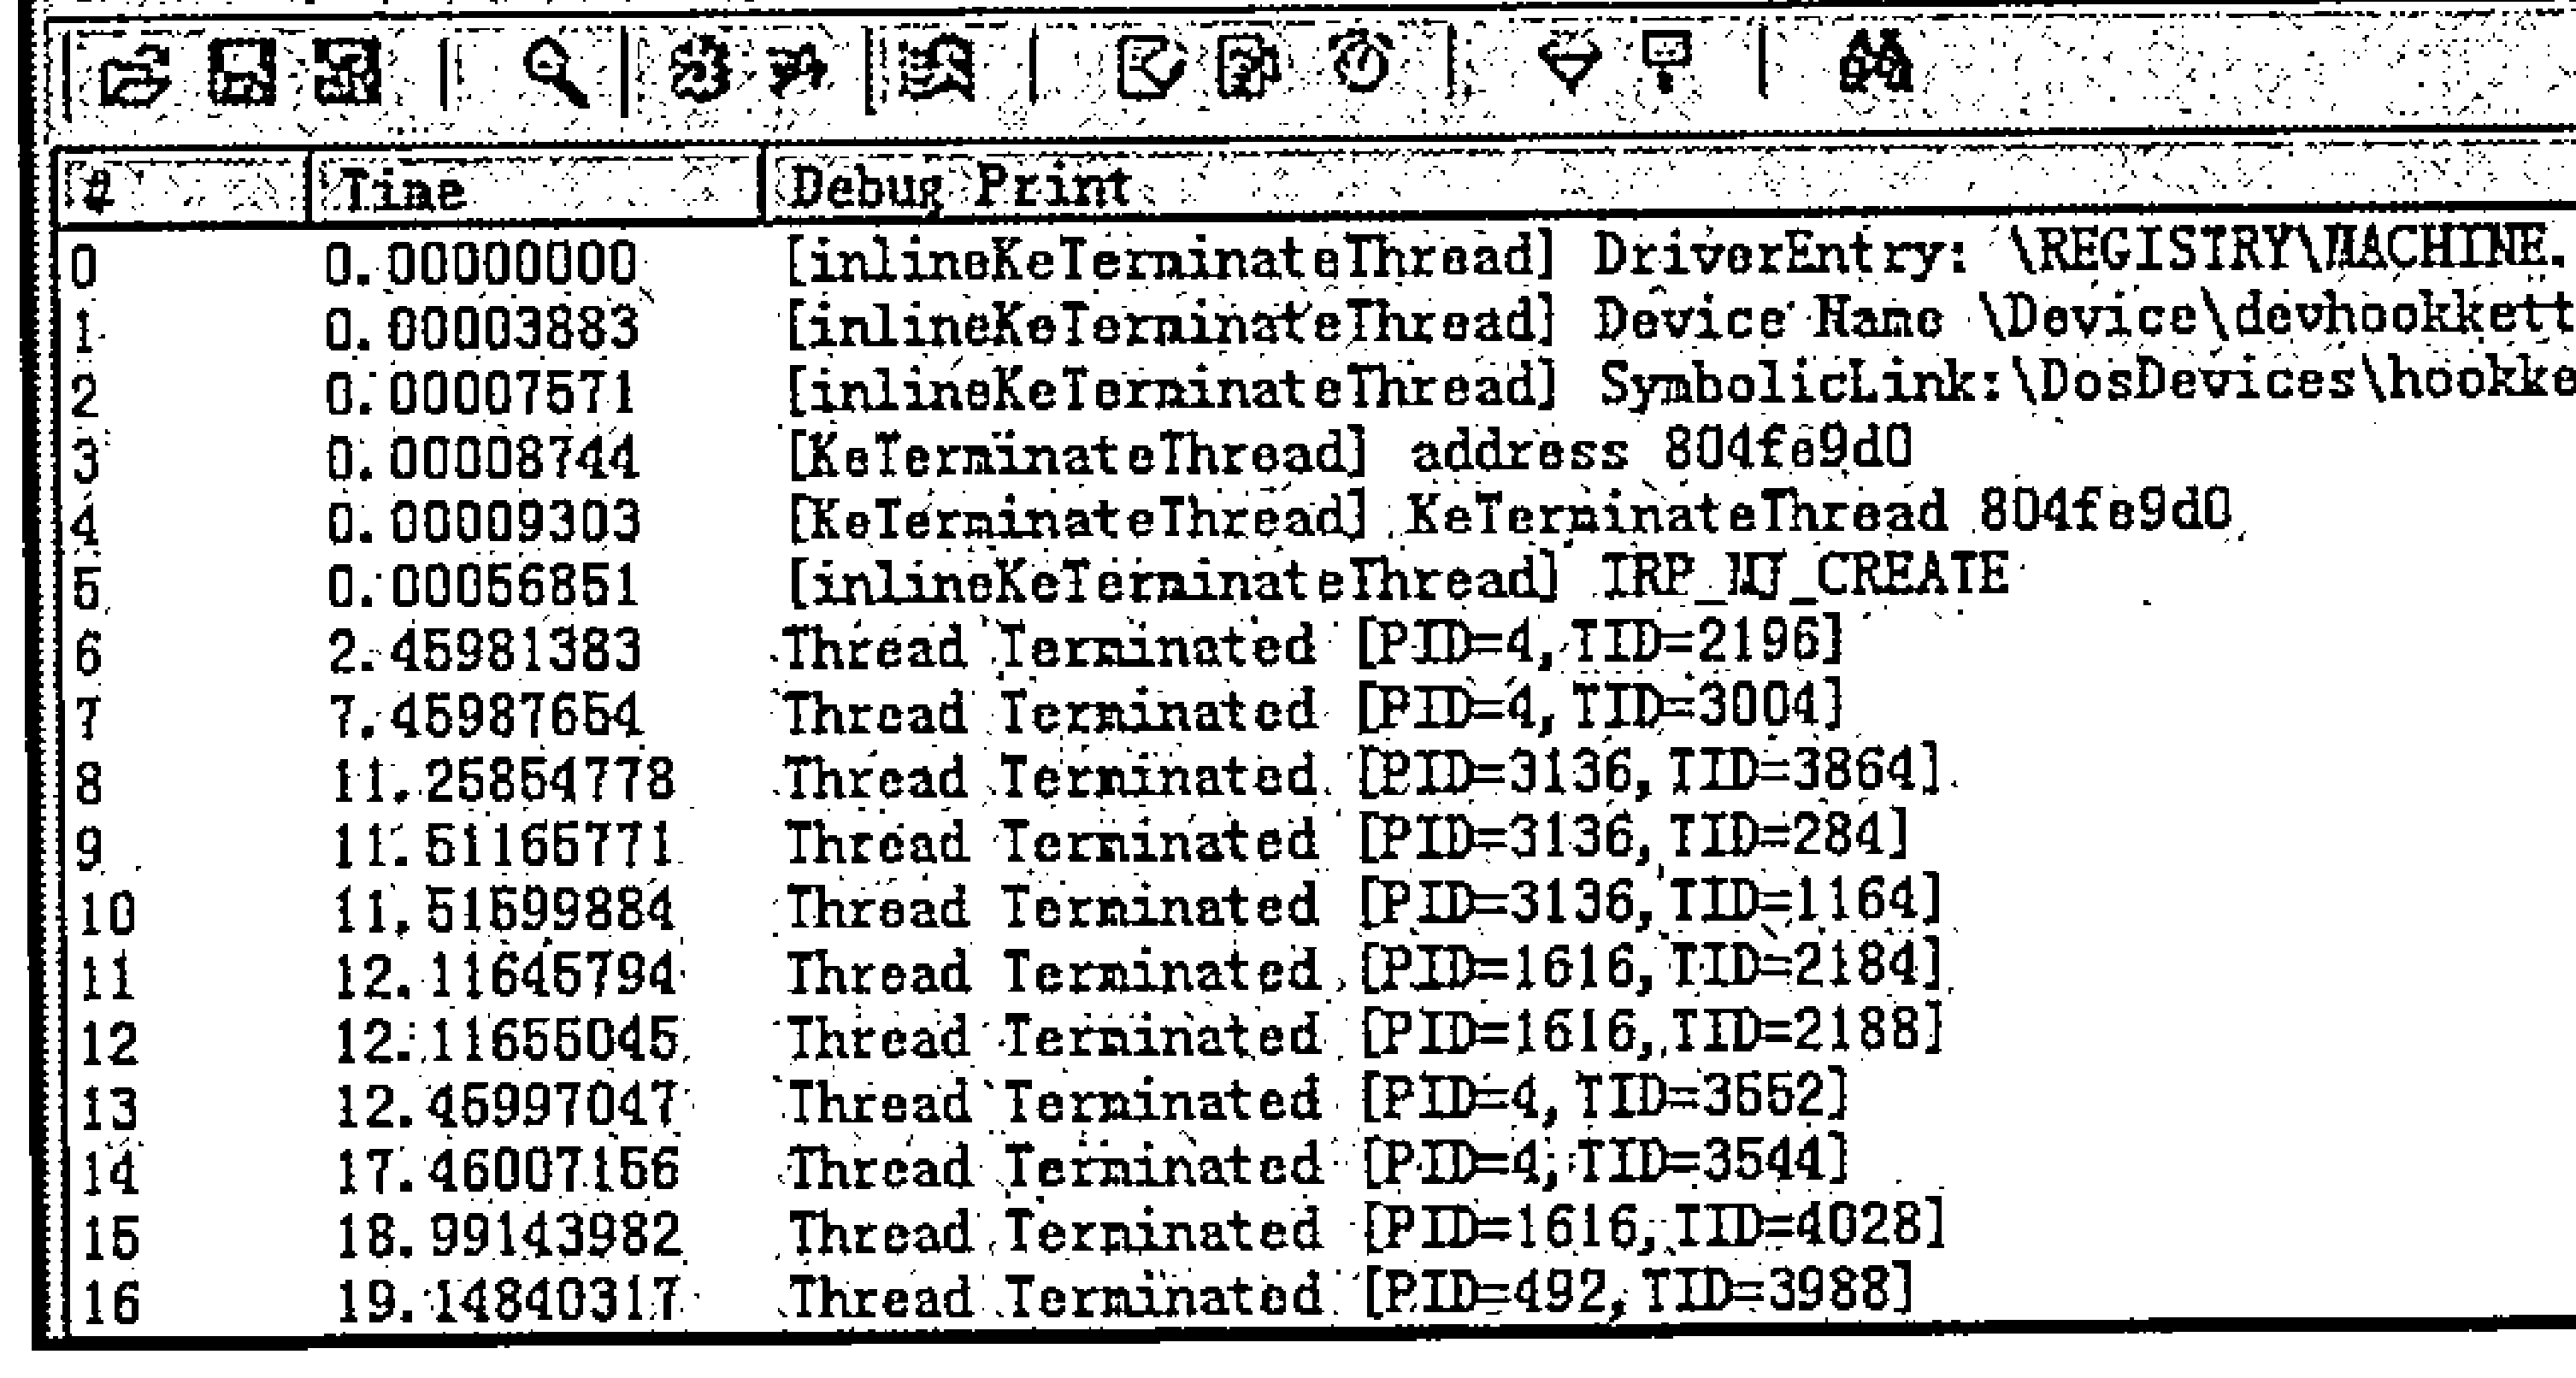 # Time Debug Print
0 0.00000000 [inlineKeTerminateThread] DriverEntry: \REGISTRY\MACHINE.
1 0.00003883 [inlineKeTerminateThread] Device Name \Device\devhookkett
2 0.00007571 [inlineKeTerminateThread] SymbolicLink:\DosDevices\hookke
3 0.00008744 [KeTerminateThread] address 804fe9d0
4 0.00009303 [KeTerminateThread] KeTerminateThread 804fe9d0
5 0.00056851 [inlineKeTerminateThread] IRP_MJ_CREATE
6 2.45981383 Thread Terminated [PID=4,TID=2196]
7 7.45987654 Thread Terminated [PID=4,TID=3004]
8 11.25854778 Thread Terminated [PID=3136,TID=3864]
9 11.51165771 Thread Terminated [PID=3136,TID=284]
10 11.51599884 Thread Terminated [PID=3136,TID=1164]
11 12.11645794 Thread Terminated [PID=1616,TID=2184]
12 12.11655045 Thread Terminated [PID=1616,TID=2188]
13 12.45997047 Thread Terminated [PID=4,TID=3552]
14 17.46007156 Thread Terminated [PID=4,TID=3544]
15 18.99143982 Thread Terminated [PID=1616,TID=4028]
16 19.14840317 Thread Terminated [PID=492,TID=3988]